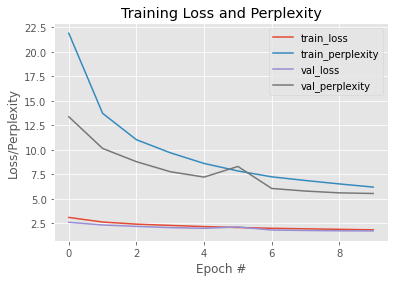 Training Loss and Perplexity
train_loss
train_perplexity
val_loss
val_perplexity
Loss/Perplexity
22.5
20.0
17.5
15.0
12.5
10.0
7.5
5.0
2.5
0 2 4 6 8
Epoch #